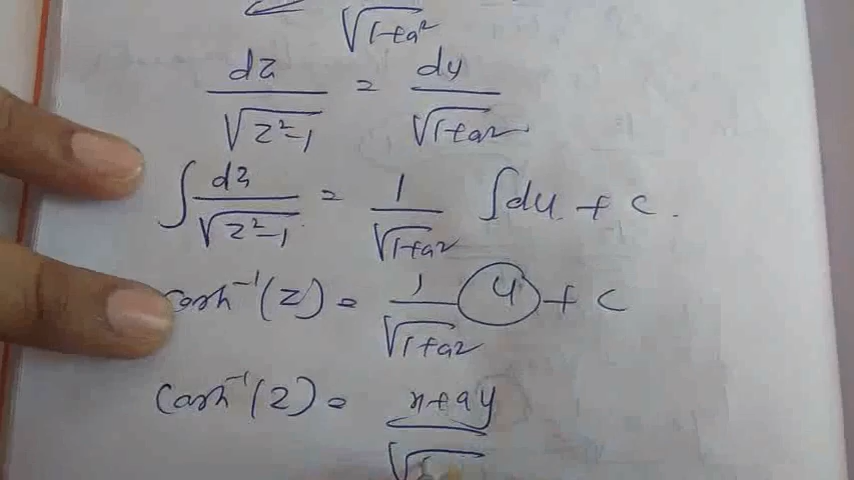 √1+a²
dz/√z²-1 = dy/√1+a²
∫ dz/√z²-1 = 1/√1+a² ∫du + c.
cosh⁻¹(z) = 1/√1+a² u + c
cosh⁻¹(z) = x+ay/√